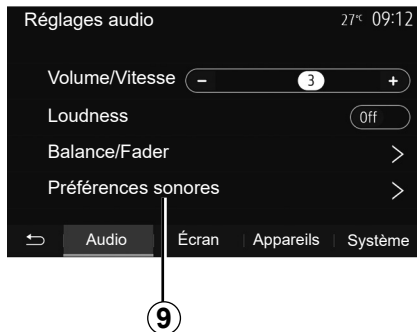 Réglages audio 27°C 09:12
Volume/Vitesse - 3 +
Loudness Off
Balance/Fader >
Préférences sonores >
Audio Écran Appareils Système
9